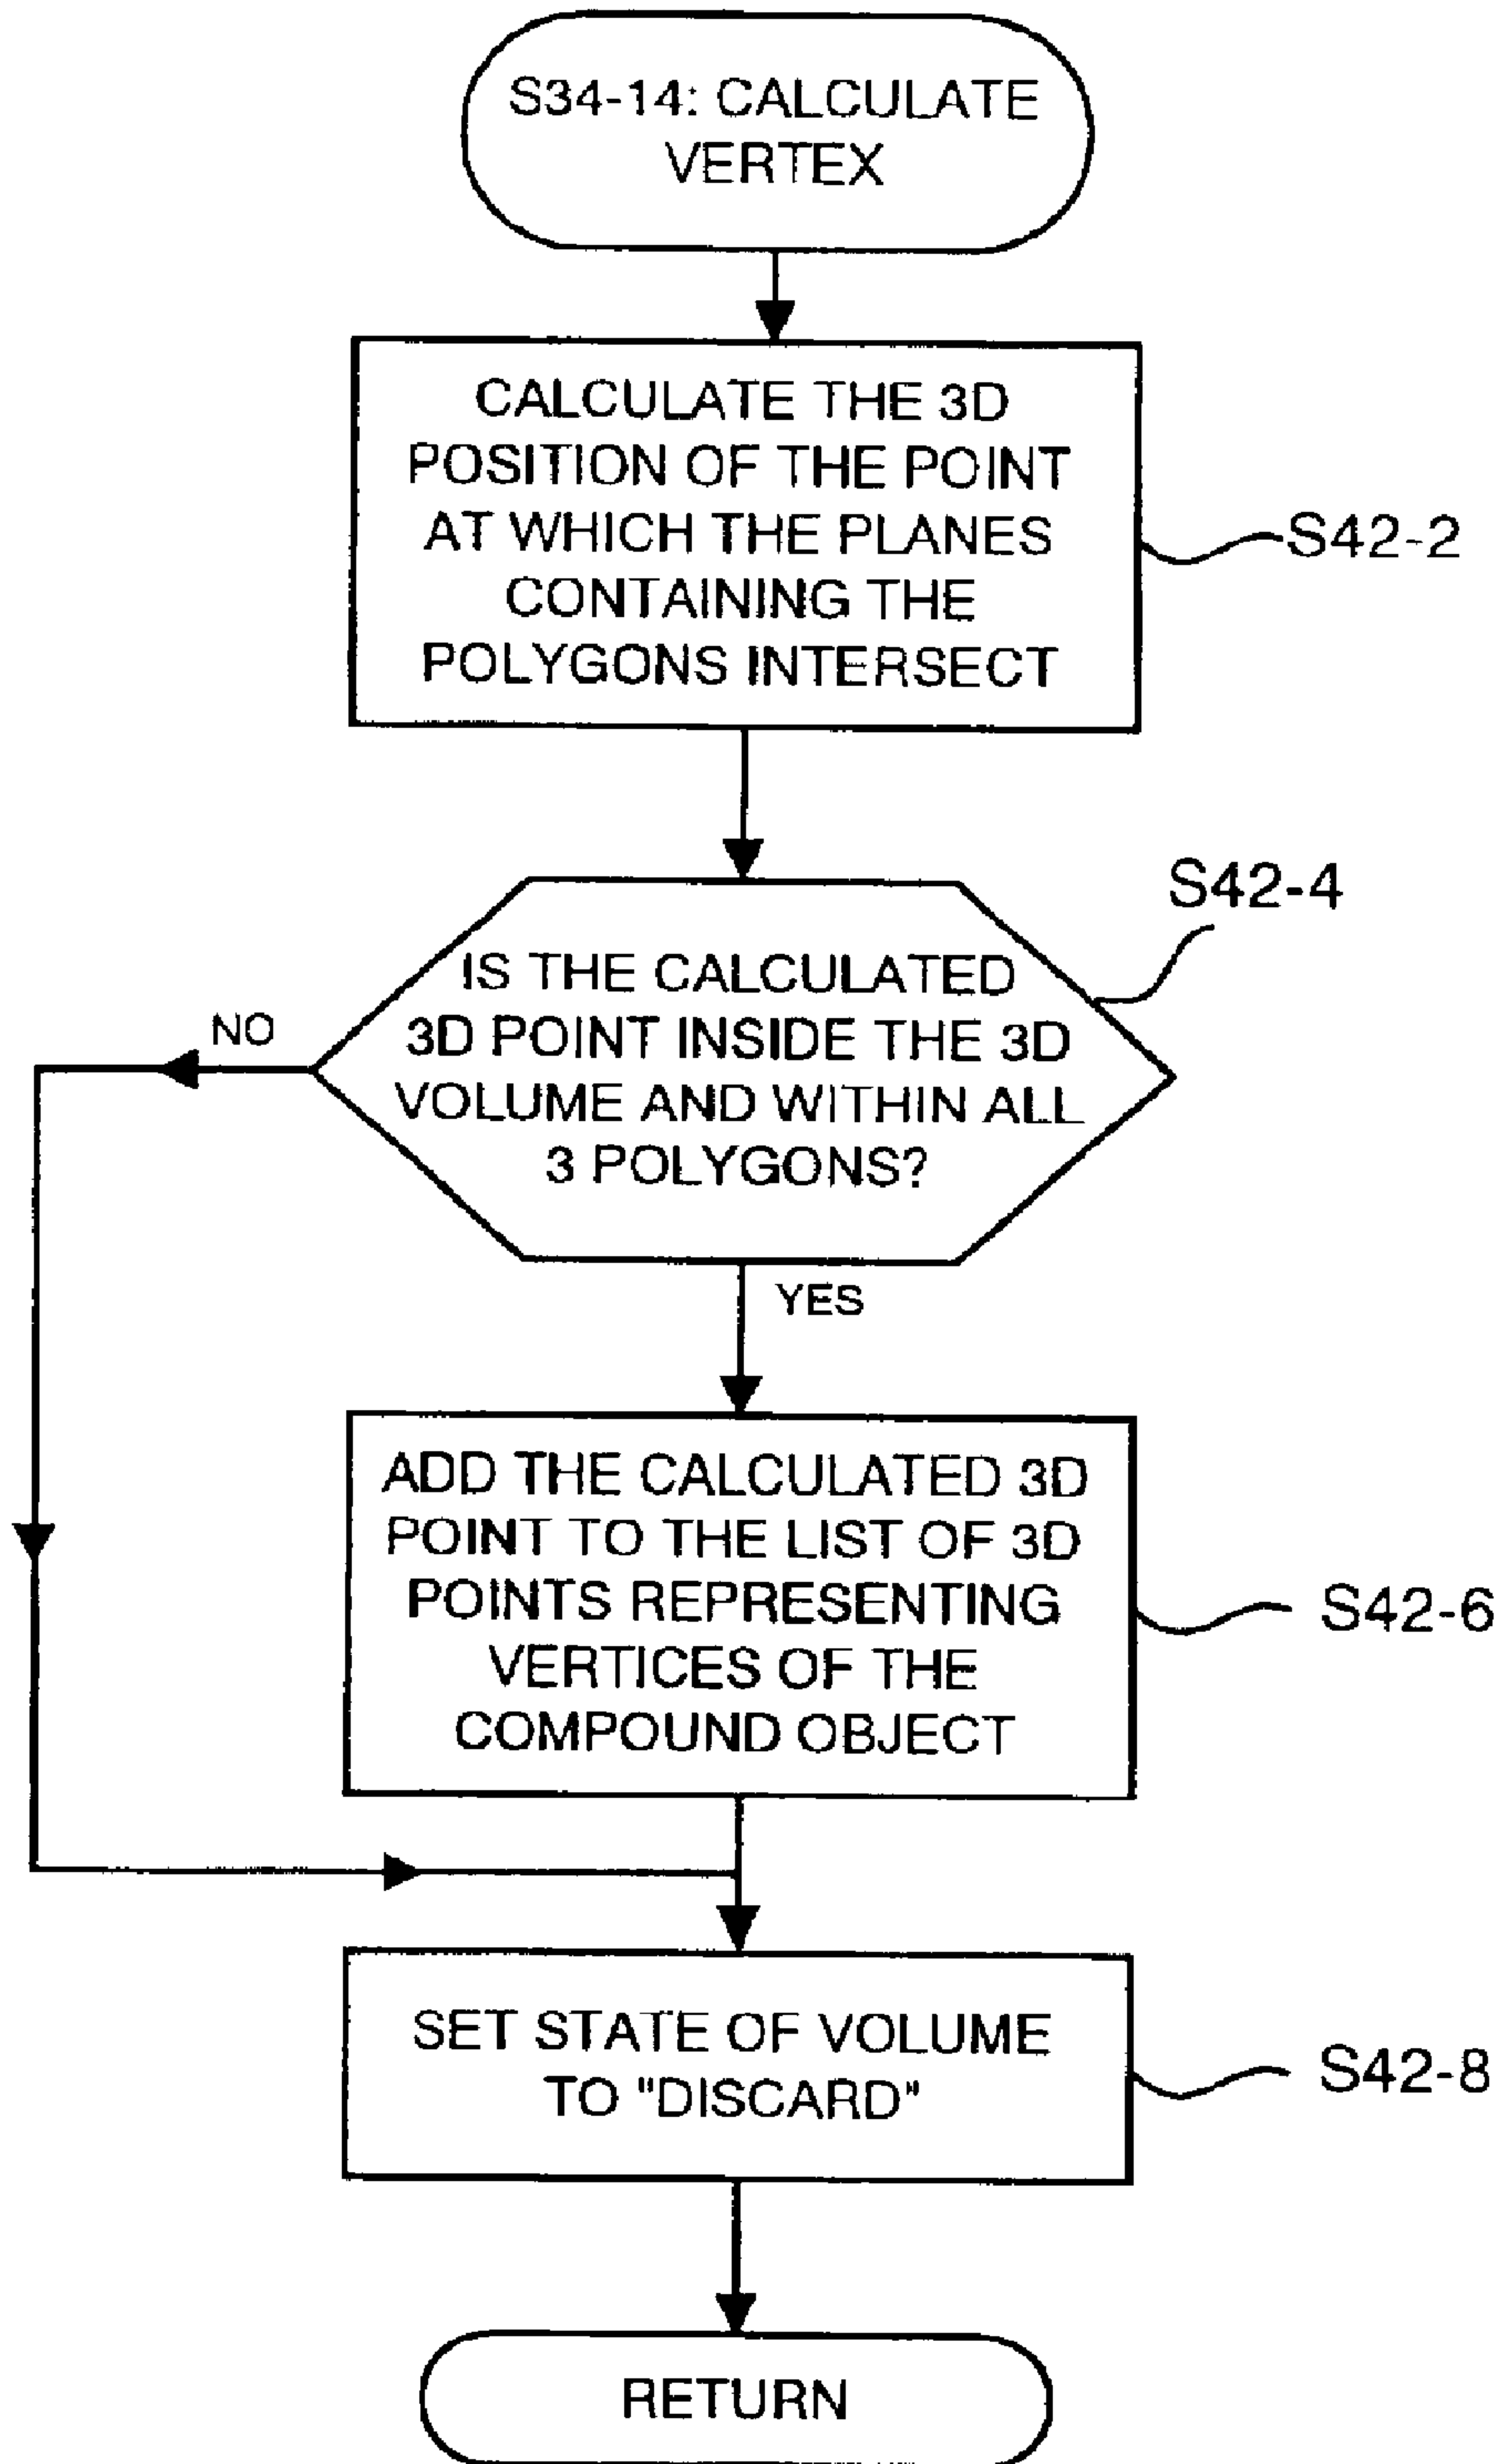 S34-14: CALCULATE
VERTEX
CALCULATE THE 3D
POSITION OF THE POINT
AT WHICH THE PLANES
CONTAINING THE
POLYGONS INTERSECT
S42-2
S42-4
IS THE CALCULATED
3D POINT INSIDE THE 3D
VOLUME AND WITHIN ALL
3 POLYGONS?
NO
YES
ADD THE CALCULATED 3D
POINT TO THE LIST OF 3D
POINTS REPRESENTING
VERTICES OF THE
COMPOUND OBJECT
S42-6
SET STATE OF VOLUME
TO "DISCARD"
S42-8
RETURN